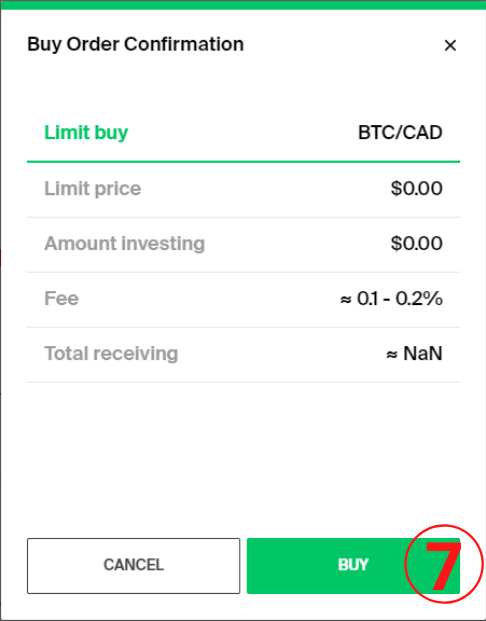 Buy Order Confirmation ×
Limit buy BTC/CAD
Limit price $0.00
Amount investing $0.00
Fee ≈ 0.1 - 0.2%
Total receiving ≈ NaN
CANCEL BUY 7